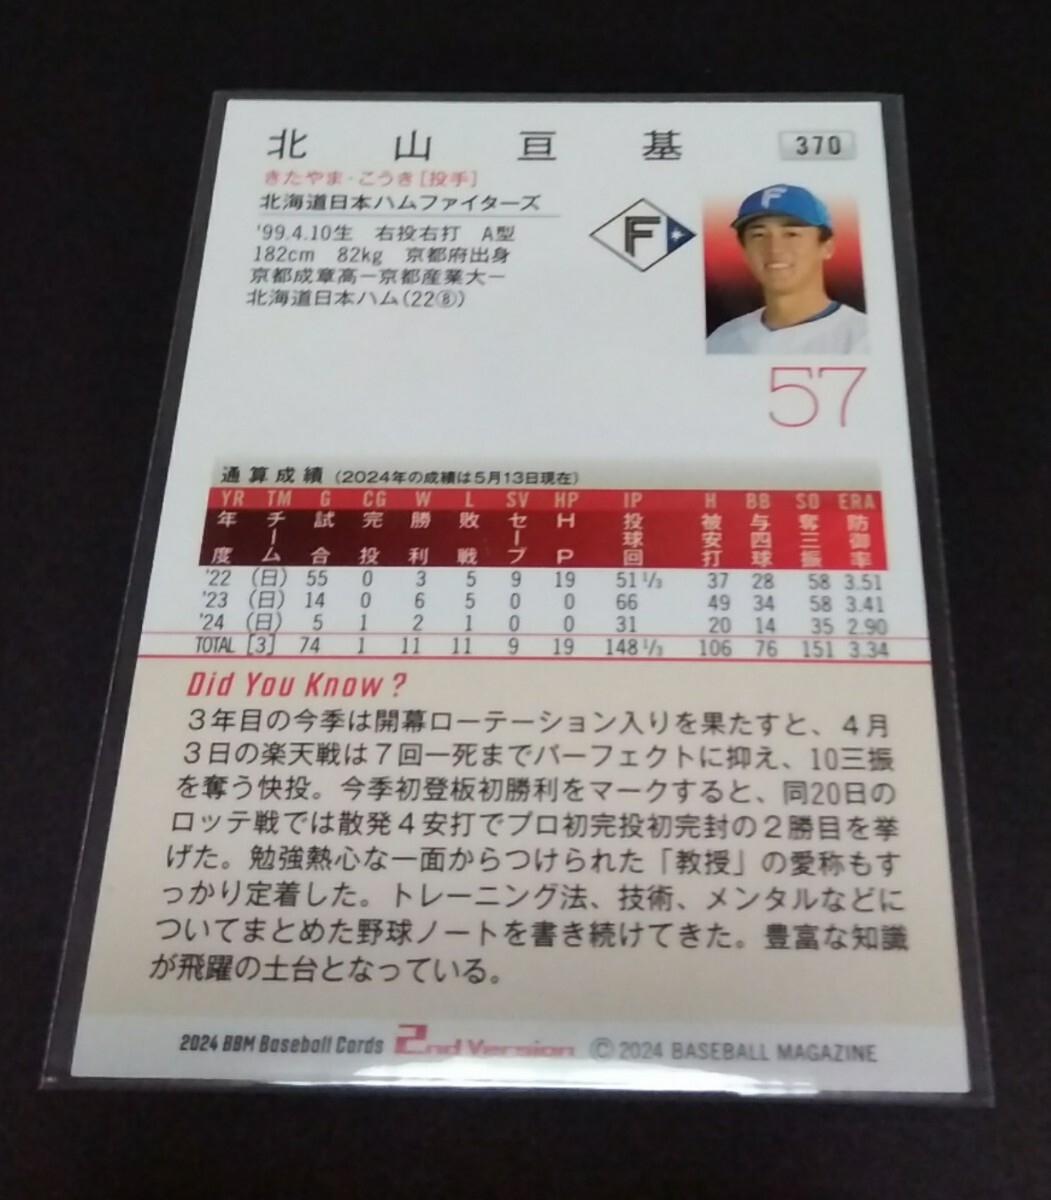 北山亘基 370
きたやま・こうき[投手]
北海道日本ハムファイターズ
'99.4.10生 右投右打 A型
182cm 82kg 京都府出身
京都成章高ー京都産業大ー
北海道日本ハム(22⑧)
F
57
通算成績 (2024年の成績は5月13日現在)
YR TM G CG W L SV HP IP H BB SO ERA
年度 チーム 試合 完投 勝利 敗戦 セーブ HP 投球回 被安打 与四球 奪三振 防御率
'22 (日) 55 0 3 5 9 19 51 1/3 37 28 58 3.51
'23 (日) 14 0 6 5 0 0 66 49 34 58 3.41
'24 (日) 5 1 2 1 0 0 31 20 14 35 2.90
TOTAL [3] 74 1 11 11 9 19 148 1/3 106 76 151 3.34
Did You Know?
3年目の今季は開幕ローテーション入りを果たすと、4月
3日の楽天戦は7回一死までパーフェクトに抑え、10三振
を奪う快投。今季初登板初勝利をマークすると、同20日の
ロッテ戦では散発4安打でプロ初完投初完封の2勝目を挙
げた。勉強熱心な一面からつけられた「教授」の愛称もす
っかり定着した。トレーニング法、技術、メンタルなどに
ついてまとめた野球ノートを書き続けてきた。豊富な知識
が飛躍の土台となっている。
2024 BBM Baseball Cards 2nd Version © 2024 BASEBALL MAGAZINE